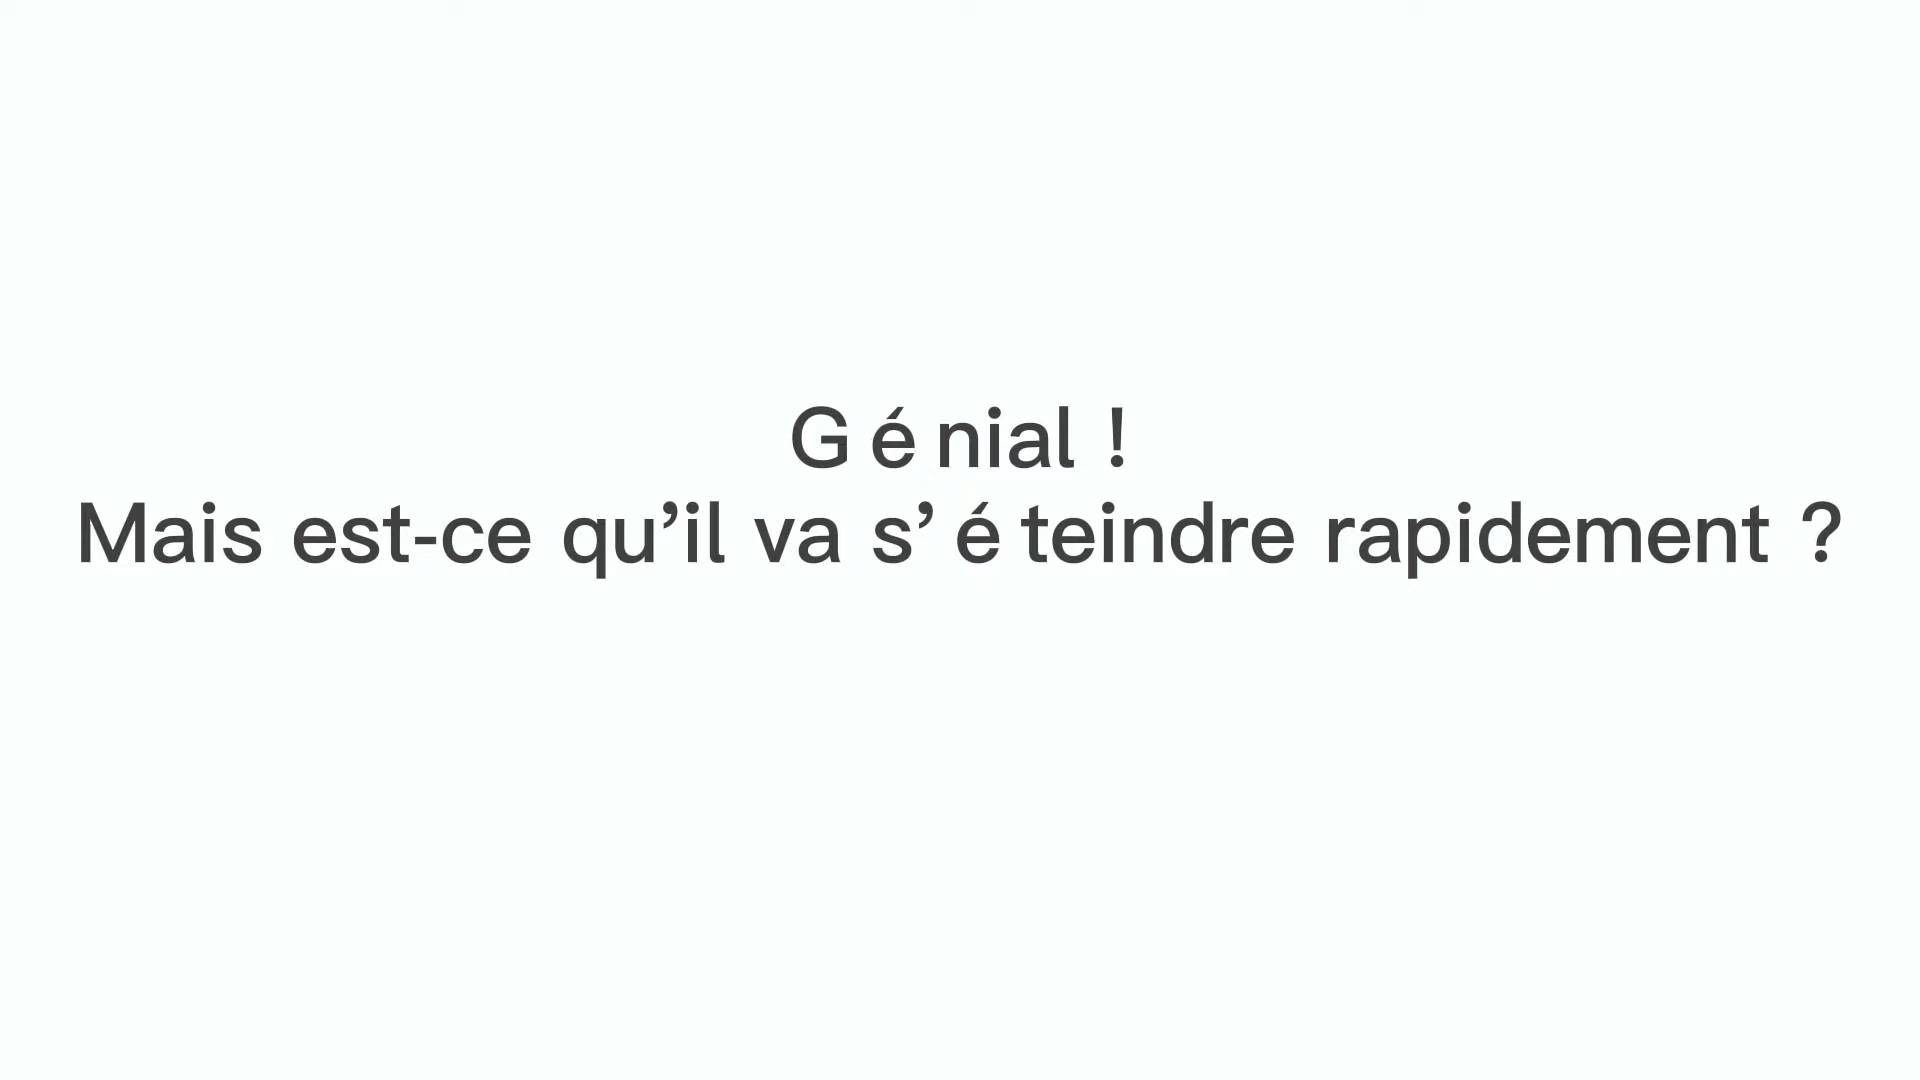 Génial !
Mais est-ce qu’il va s’éteindre rapidement ?